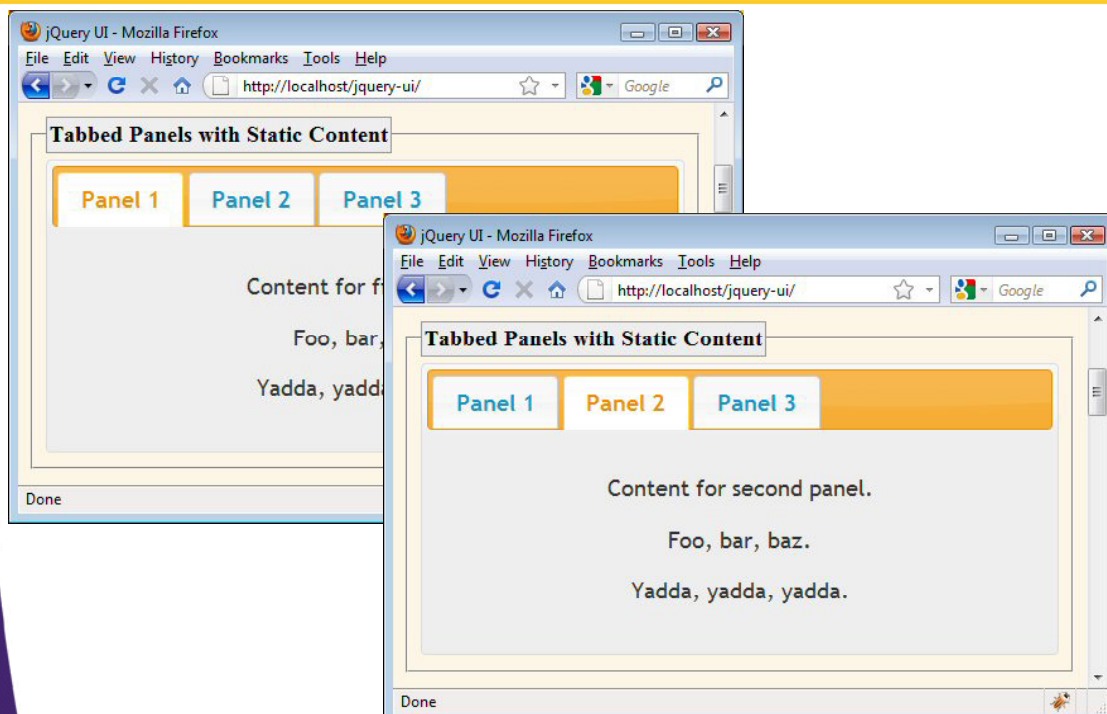 jQuery UI - Mozilla Firefox
File Edit View History Bookmarks Tools Help
http://localhost/jquery-ui/ Google
Tabbed Panels with Static Content
Panel 1 Panel 2 Panel 3
Content for
Foo, bar,
Yadda,
Done
jQuery UI - Mozilla Firefox
File Edit View History Bookmarks Tools Help
http://localhost/jquery-ui/ Google
Tabbed Panels with Static Content
Panel 1 Panel 2 Panel 3
Content for second panel.
Foo, bar, baz.
Yadda, yadda, yadda.
Done